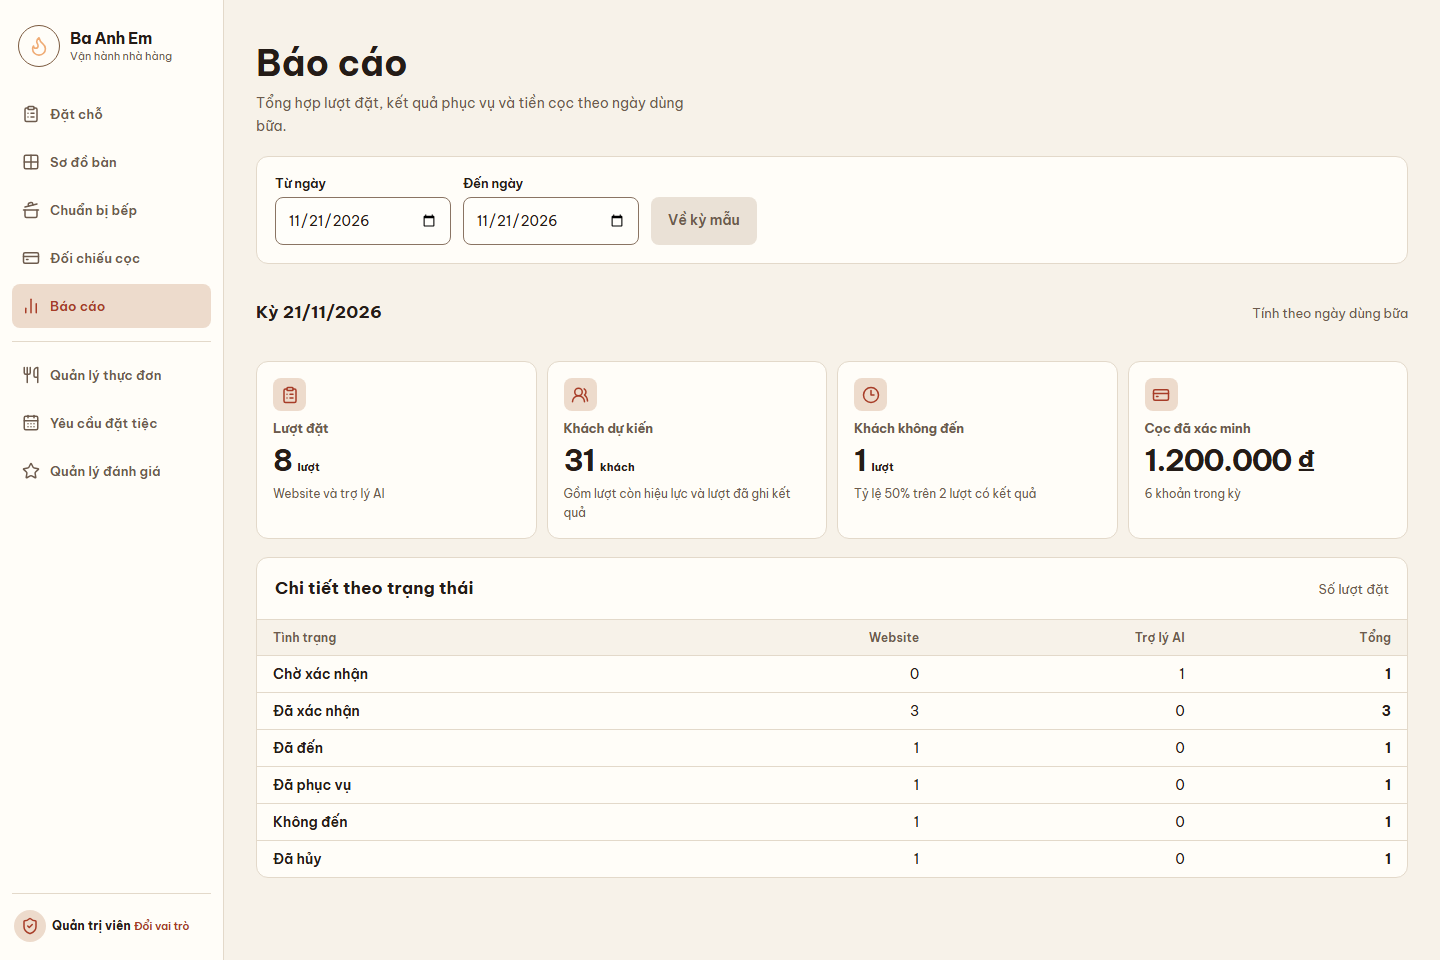 Ba Anh Em
Vận hành nhà hàng
Đặt chỗ
Sơ đồ bàn
Chuẩn bị bếp
Đối chiếu cọc
Báo cáo
Quản lý thực đơn
Yêu cầu đặt tiệc
Quản lý đánh giá
Quản trị viên Đổi vai trò
Báo cáo
Tổng hợp lượt đặt, kết quả phục vụ và tiền cọc theo ngày dùng
bữa.
Từ ngày Đến ngày
11/21/2026 11/21/2026 Về kỳ mẫu
Kỳ 21/11/2026 Tính theo ngày dùng bữa
Lượt đặt
8 lượt
Website và trợ lý AI
Khách dự kiến
31 khách
Gồm lượt còn hiệu lực và lượt đã ghi kết
quả
Khách không đến
1 lượt
Tỷ lệ 50% trên 2 lượt có kết quả
Cọc đã xác minh
1.200.000 ₫
6 khoản trong kỳ
Chi tiết theo trạng thái Số lượt đặt
Tình trạng Website Trợ lý AI Tổng
Chờ xác nhận 0 1 1
Đã xác nhận 3 0 3
Đã đến 1 0 1
Đã phục vụ 1 0 1
Không đến 1 0 1
Đã hủy 1 0 1